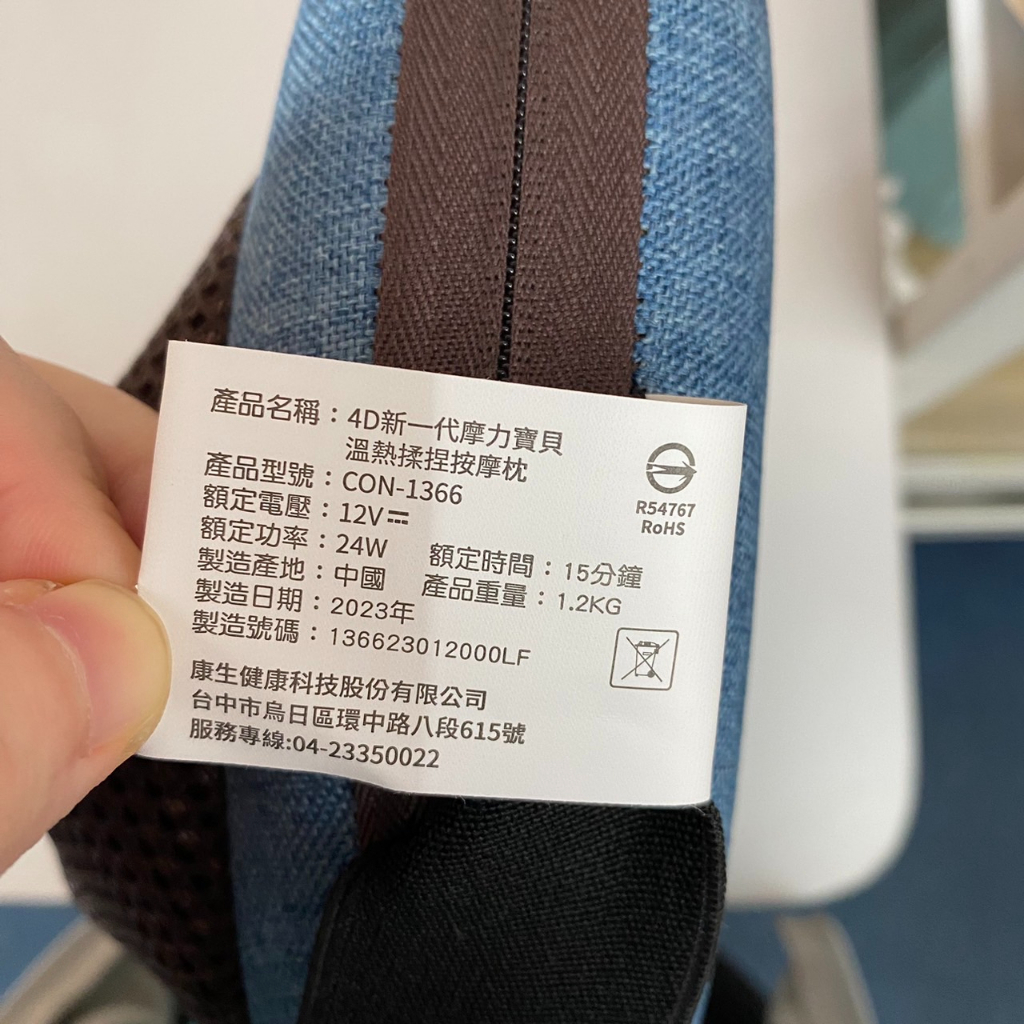 產品名稱：4D新一代摩力寶貝
溫熱揉捏按摩枕
產品型號：CON-1366
額定電壓：12V⎓
額定功率：24W 額定時間：15分鐘
製造產地：中國 產品重量：1.2KG
製造日期：2023年
製造號碼：136623012000LF
康生健康科技股份有限公司
台中市烏日區環中路八段615號
服務專線:04-23350022
R54767
RoHS